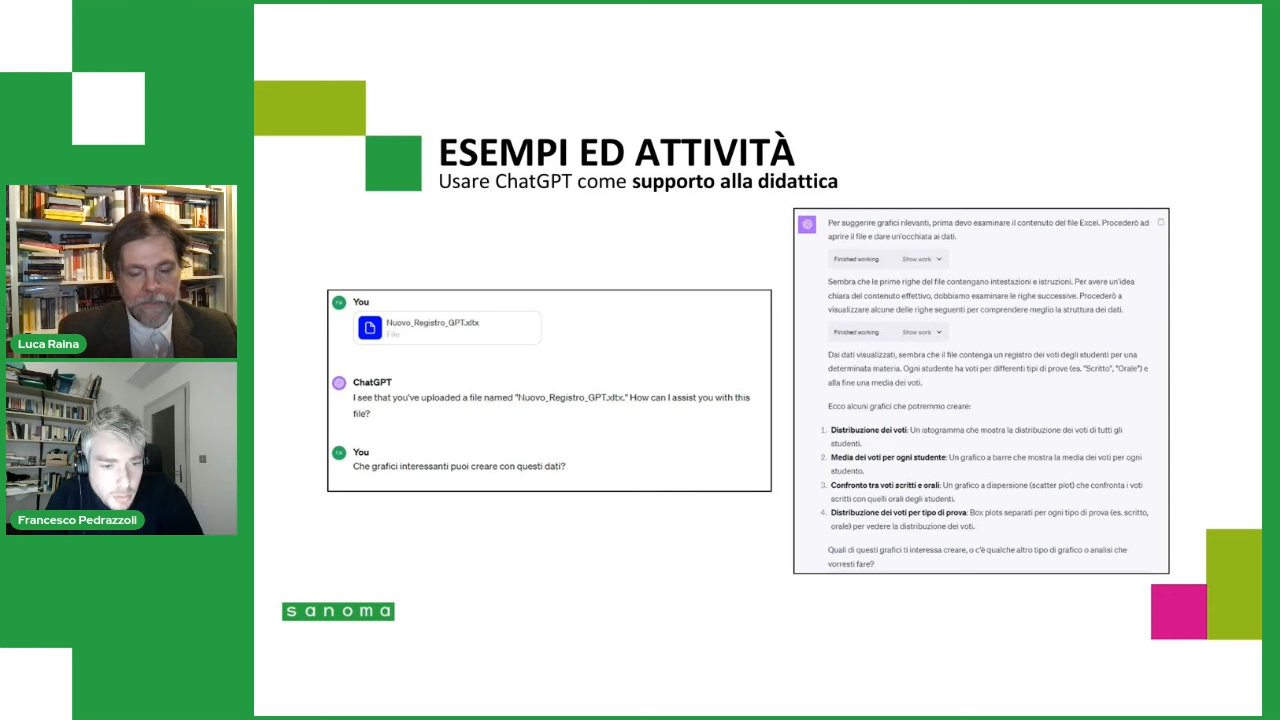 ESEMPI ED ATTIVITÀ
Usare ChatGPT come supporto alla didattica
Luca Raina
Francesco Pedrazzoli
You
Nuovo_Registro_GPT.xltx
File
ChatGPT
I see that you've uploaded a file named "Nuovo_Registro_GPT.xltx." How can I assist you with this
file?
You
Che grafici interessanti puoi creare con questi dati?
Per suggerire grafici rilevanti, prima devo esaminare il contenuto del file Excel. Procederò ad
aprire il file e dare un'occhiata ai dati.
Finished working Show work
Sembra che le prime righe del file contengano intestazioni e istruzioni. Per avere un'idea
chiara del contenuto effettivo, dobbiamo esaminare le righe successive. Procederò a
visualizzare alcune delle righe seguenti per comprendere meglio la struttura dei dati.
Finished working Show work
Dai dati visualizzati, sembra che il file contenga un registro dei voti degli studenti per una
determinata materia. Ogni studente ha voti per differenti tipi di prove (es. "Scritto", "Orale") e
alla fine una media dei voti.
Ecco alcuni grafici che potremmo creare:
1. Distribuzione dei voti: Un istogramma che mostra la distribuzione dei voti di tutti gli
studenti.
2. Media dei voti per ogni studente: Un grafico a barre che mostra la media dei voti per ogni
studento.
3. Confronto tra voti scritti e orali: Un grafico a dispersione (scatter plot) che confronta i voti
scritti con quelli orali degli studenti.
4. Distribuzione dei voti per tipo di prova: Box plots separati per ogni tipo di prova (es. scritto,
orale) per vedere la distribuzione dei voti.
Quali di questi grafici ti interessa creare, o c'è qualche altro tipo di grafico o analisi che
vorresti fare?
sanoma